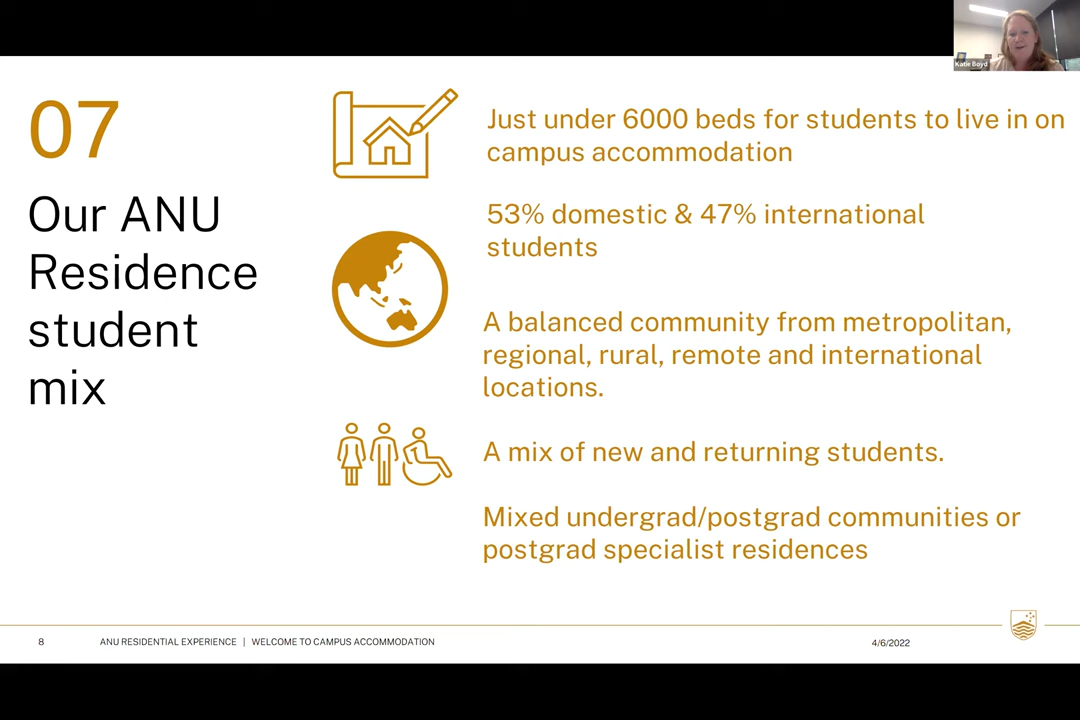 Katie Boyd
07
Our ANU
Residence
student
mix
Just under 6000 beds for students to live in on
campus accommodation
53% domestic & 47% international
students
A balanced community from metropolitan,
regional, rural, remote and international
locations.
A mix of new and returning students.
Mixed undergrad/postgrad communities or
postgrad specialist residences
8
ANU RESIDENTIAL EXPERIENCE | WELCOME TO CAMPUS ACCOMMODATION
4/6/2022